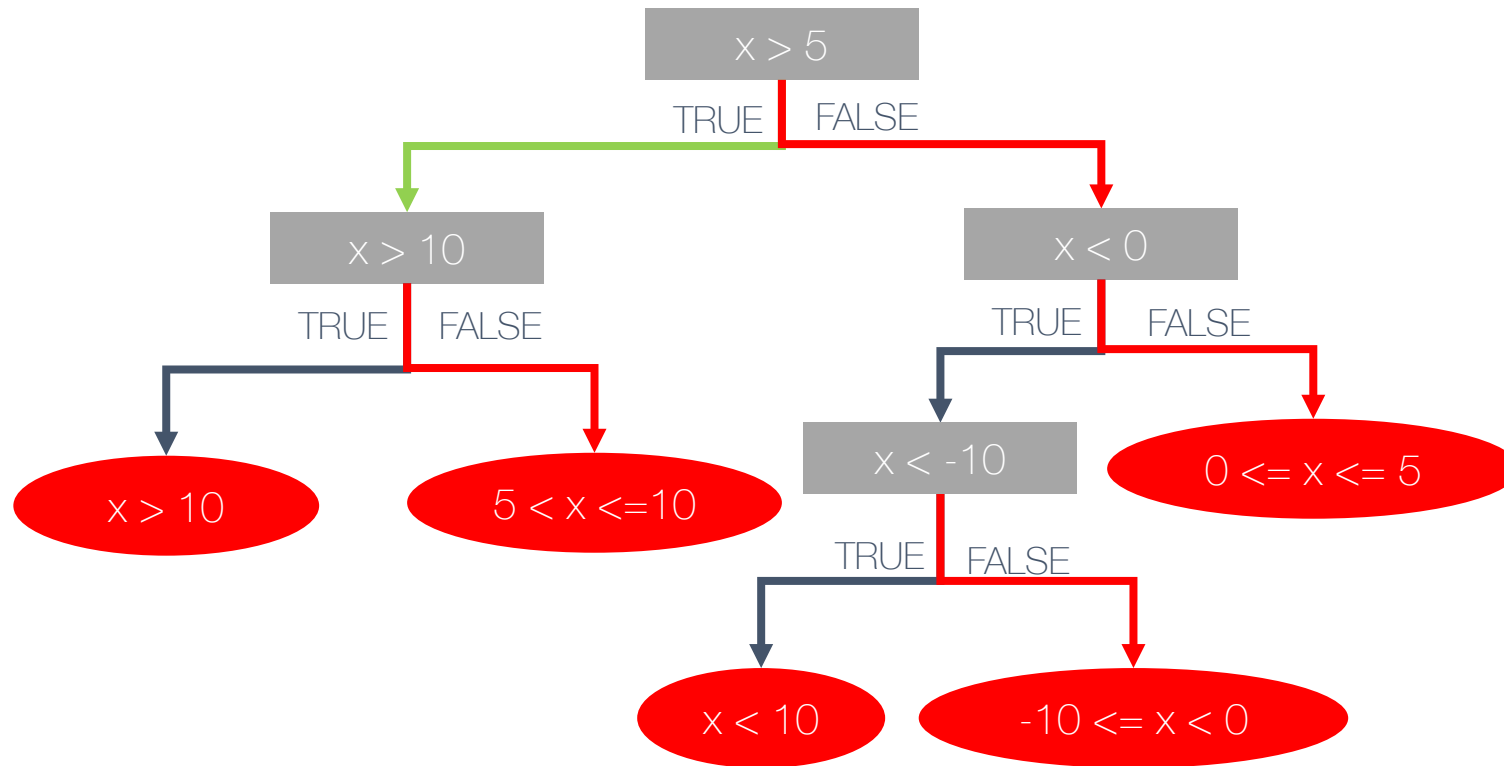 x > 5
TRUE FALSE
x > 10
x < 0
TRUE FALSE
TRUE FALSE
x < -10
0 <= x <= 5
x > 10
5 < x <=10
TRUE FALSE
x < 10
-10 <= x < 0